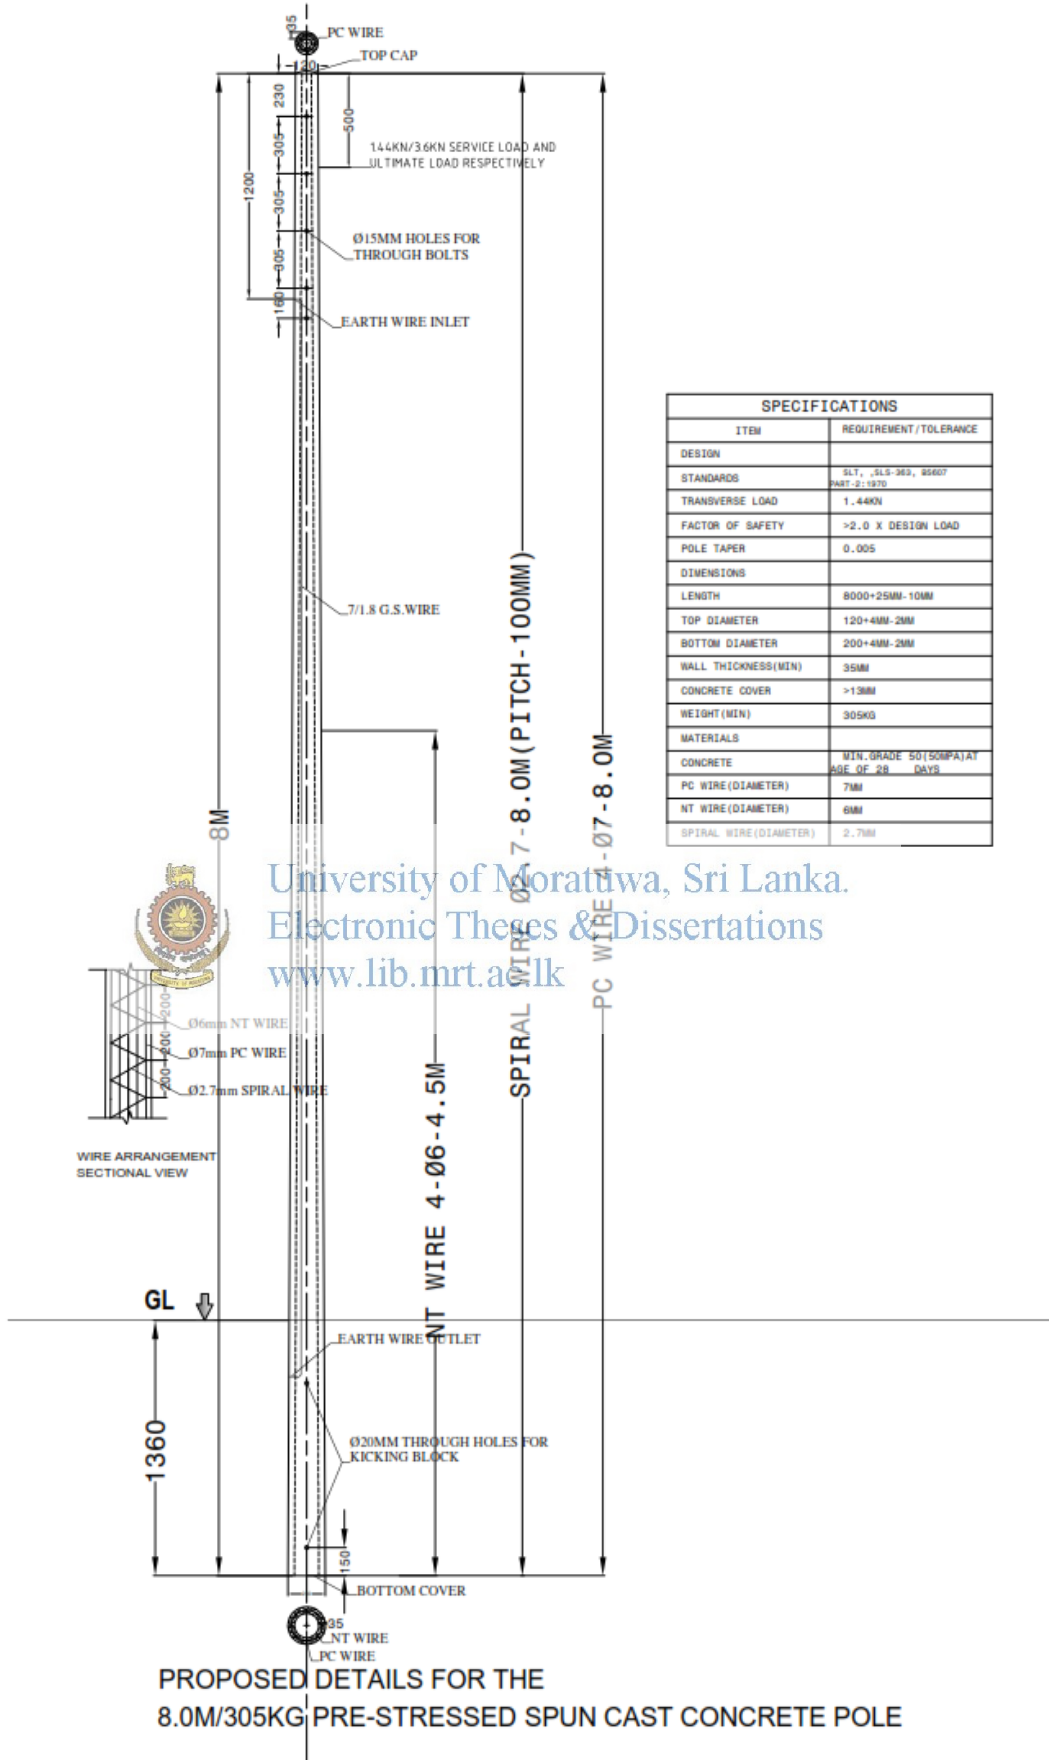 35
PC WIRE
TOP CAP
120
230
500
305
1.44KN/3.6KN SERVICE LOAD AND
ULTIMATE LOAD RESPECTIVELY
305
1200
Ø15MM HOLES FOR
THROUGH BOLTS
305
160
EARTH WIRE INLET
SPECIFICATIONS
ITEM REQUIREMENT/TOLERANCE
DESIGN
STANDARDS SLT, ,SLS-363, BS607
PART-2:1970
TRANSVERSE LOAD 1.44KN
FACTOR OF SAFETY >2.0 X DESIGN LOAD
POLE TAPER 0.005
DIMENSIONS
LENGTH 8000+25MM-10MM
TOP DIAMETER 120+4MM-2MM
BOTTOM DIAMETER 200+4MM-2MM
WALL THICKNESS(MIN) 35MM
CONCRETE COVER >13MM
WEIGHT(MIN) 305KG
MATERIALS
CONCRETE MIN.GRADE 50(50MPA)AT
AGE OF 28 DAYS
PC WIRE(DIAMETER) 7MM
NT WIRE(DIAMETER) 6MM
SPIRAL WIRE(DIAMETER) 2.7MM
7/1.8 G.S.WIRE
8M
SPIRAL WIRE Ø2.7-8.0M(PITCH-100MM)
PC WIRE 4-Ø7-8.0M
NT WIRE 4-Ø6-4.5M
University of Moratuwa, Sri Lanka.
Electronic Theses & Dissertations
www.lib.mrt.ac.lk
UNIVERSITY OF MORATUWA
200
200
200
Ø6mm NT WIRE
Ø7mm PC WIRE
Ø2.7mm SPIRAL WIRE
WIRE ARRANGEMENT
SECTIONAL VIEW
GL
EARTH WIRE OUTLET
1360
Ø20MM THROUGH HOLES FOR
KICKING BLOCK
150
BOTTOM COVER
35
NT WIRE
PC WIRE
PROPOSED DETAILS FOR THE
8.0M/305KG PRE-STRESSED SPUN CAST CONCRETE POLE